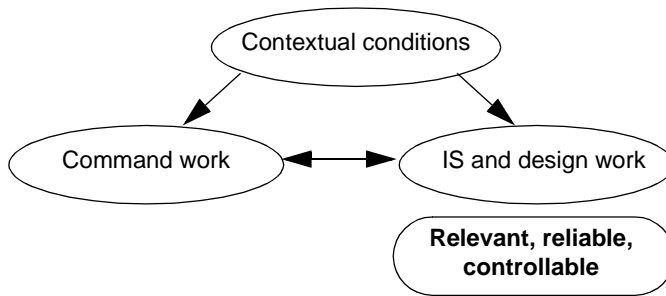 Contextual conditions
Command work
IS and design work
Relevant, reliable,
controllable